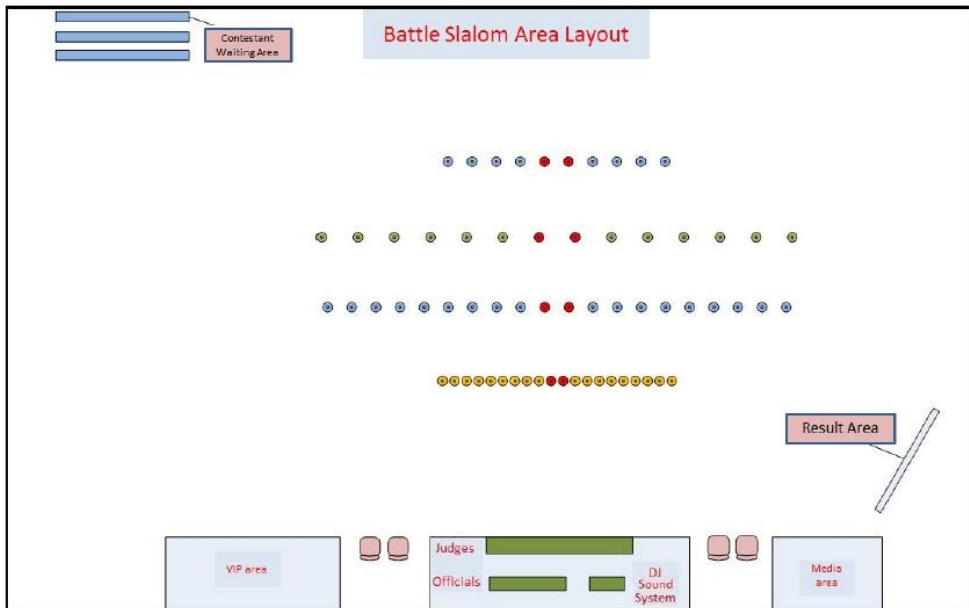 Battle Slalom Area Layout
Contestant
Waiting Area
Result Area
VIP area
Judges
Officials
DJ
Sound
System
Media
area